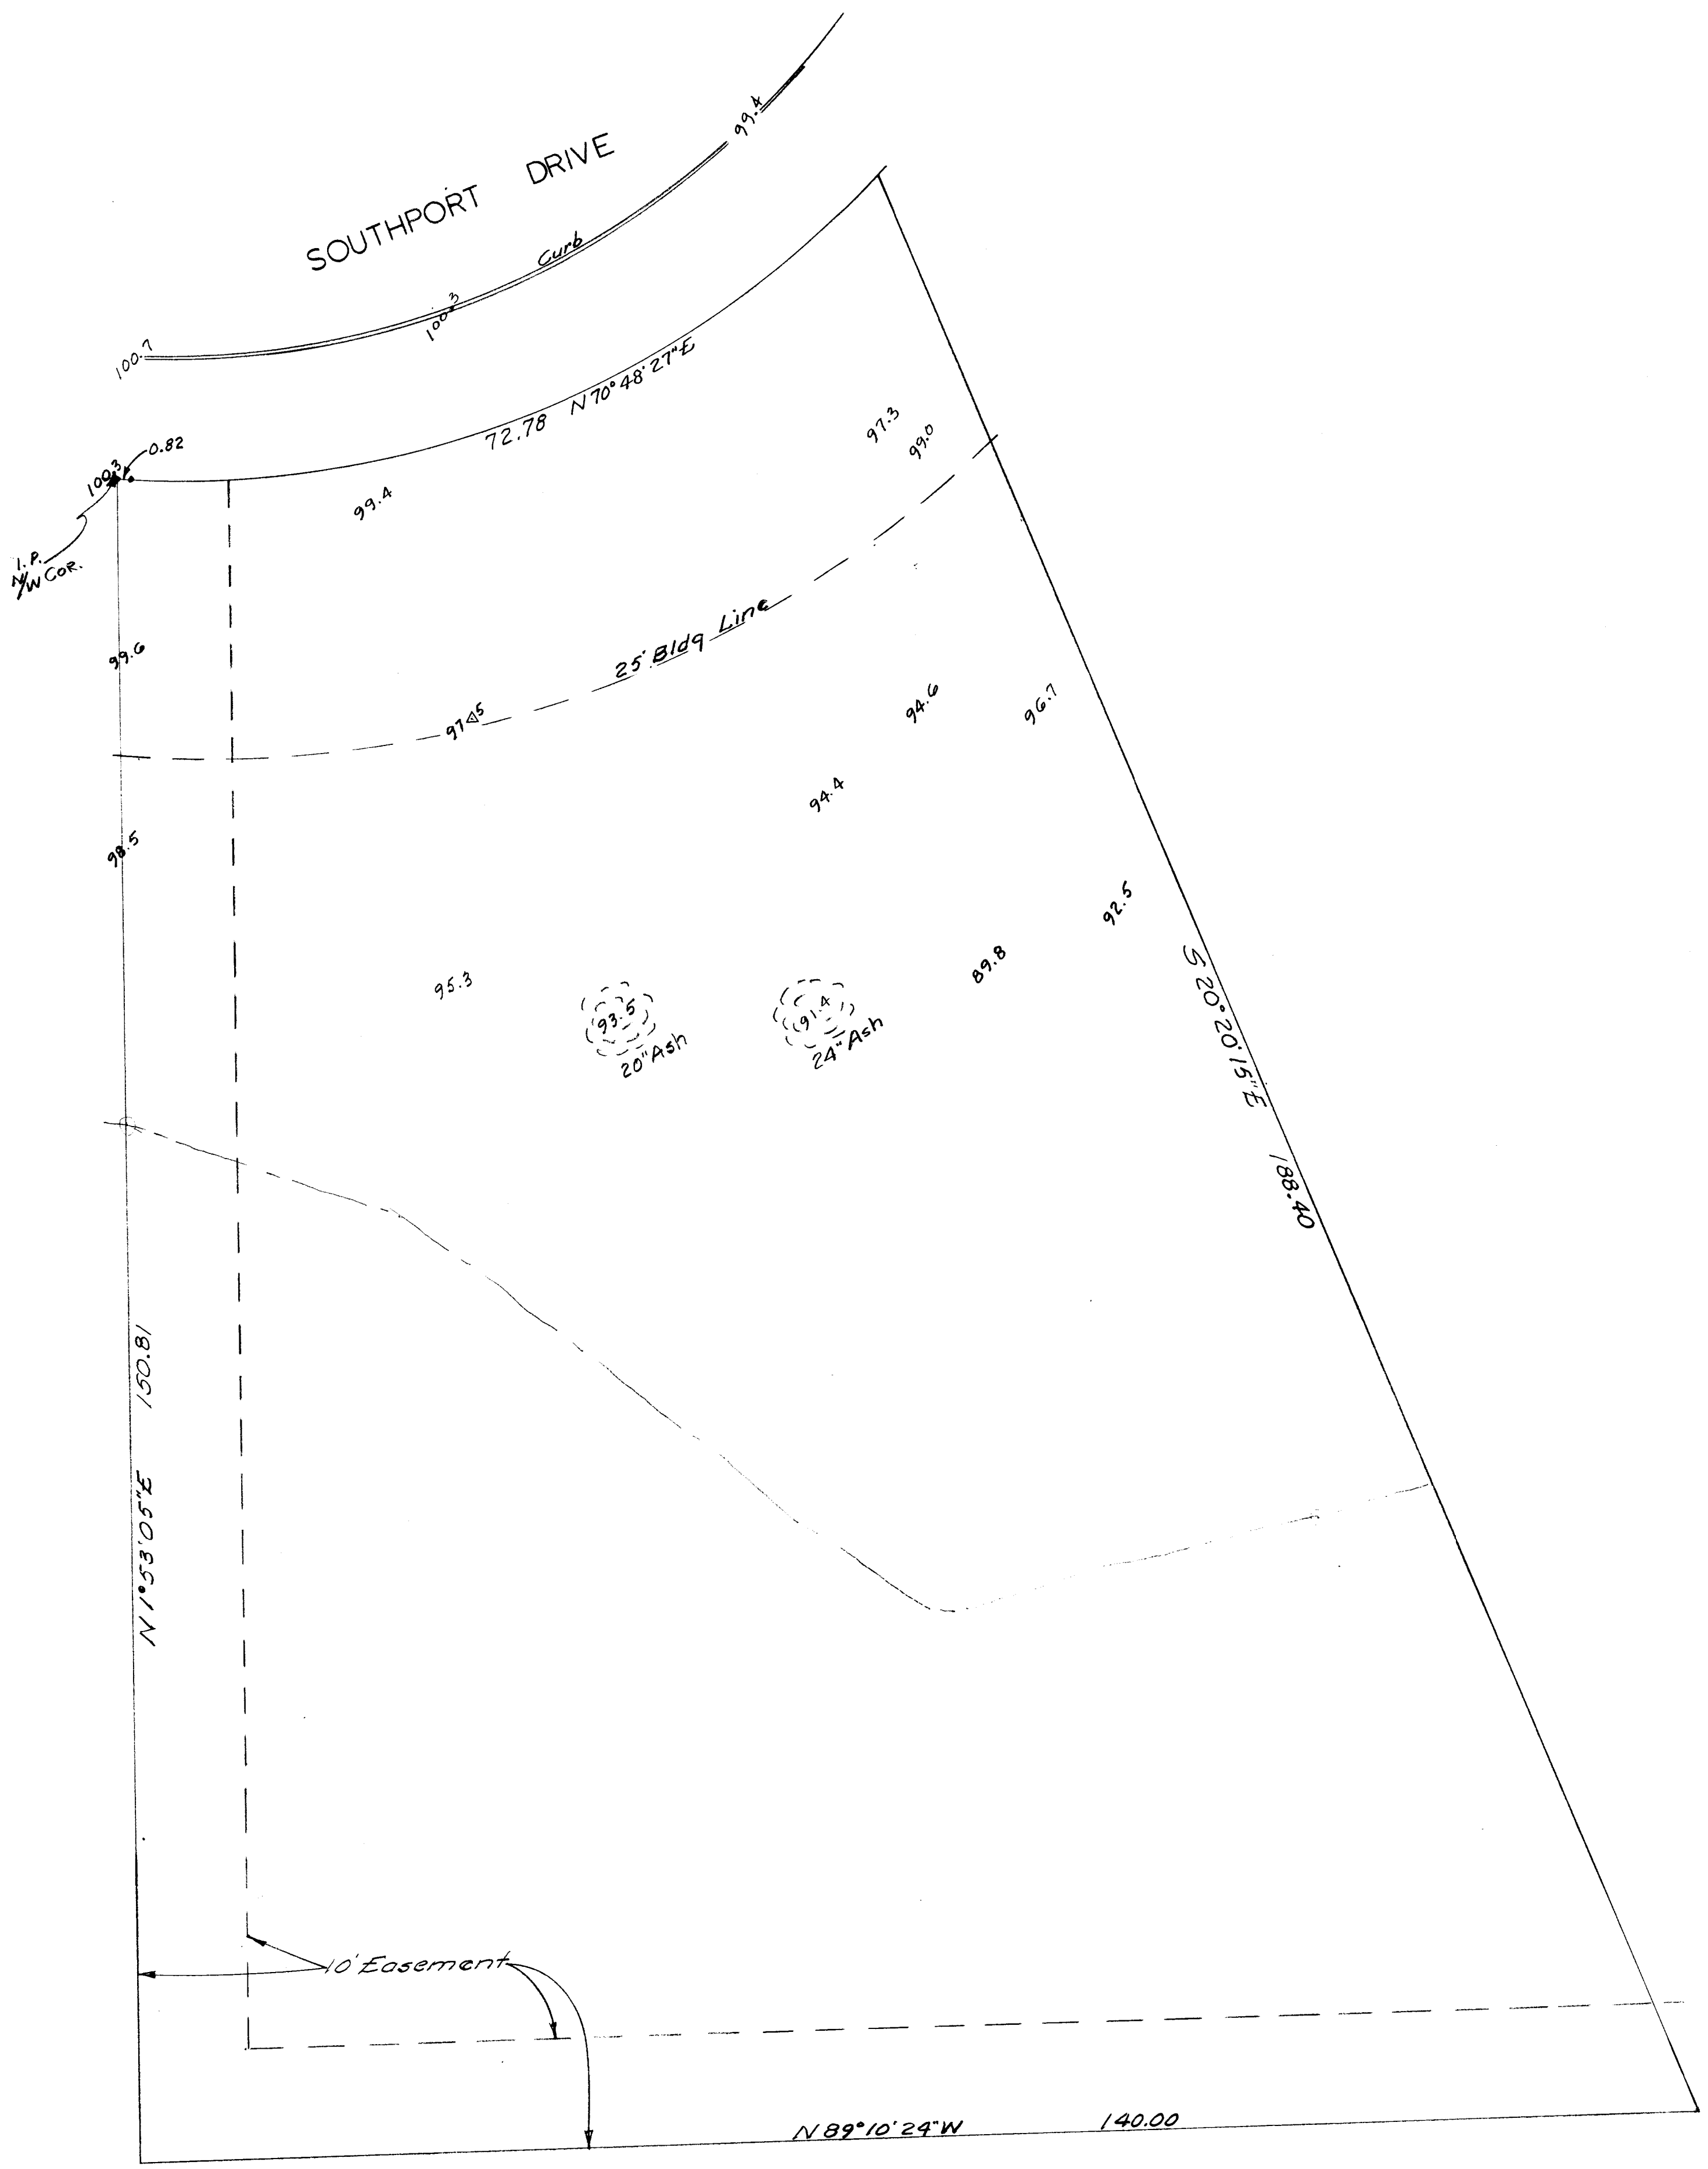 99.4
SOUTHPORT DRIVE
Curb
100.3
100.7
72.78 N 70° 48' 27" E
0.82
100.3
97.3
99.0
99.4
I.P.
N/W COR.
25' Bldg Line
99.6
97.5
94.6
96.7
94.4
98.5
92.5
89.8
95.3
93.5
20" Ash
91.4
24" Ash
S 20° 20' 15" E 188.40
N 1° 53' 05" E 150.81
10' Easement
N 89° 10' 24" W 140.00